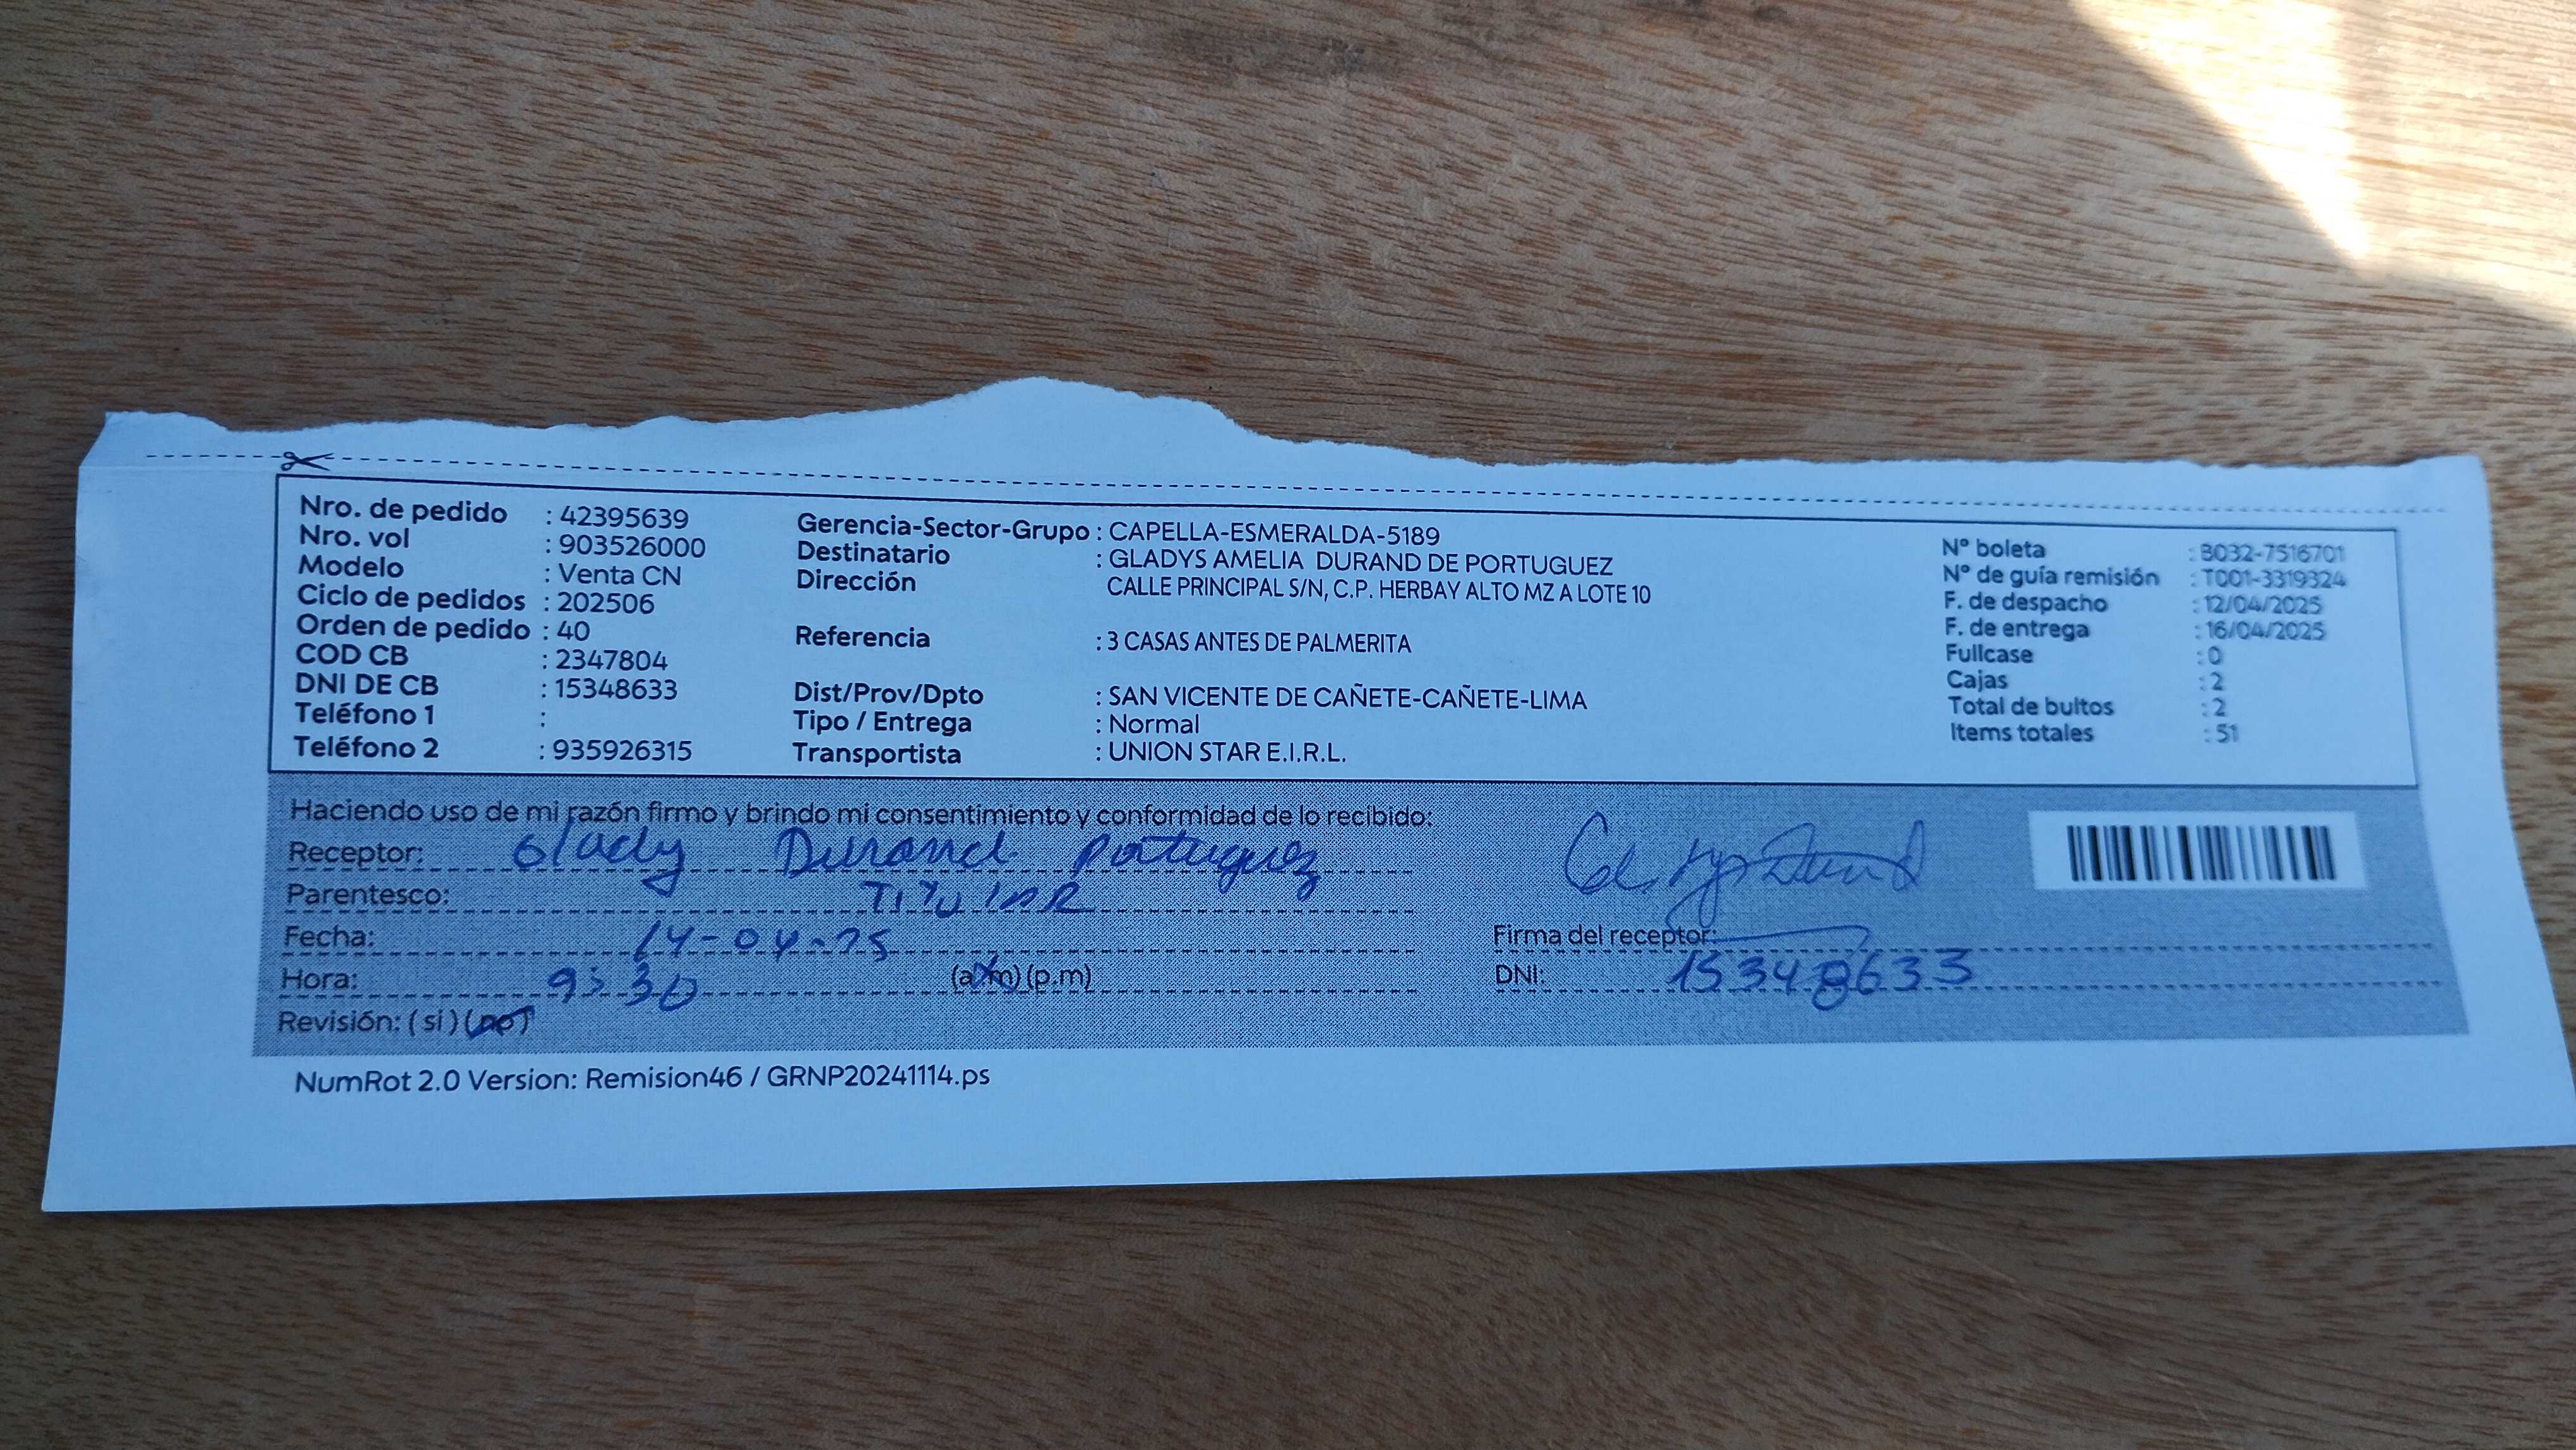 Nro. de pedido : 42395639
Nro. vol : 903526000
Modelo : Venta CN
Ciclo de pedidos : 202506
Orden de pedido : 40
COD CB : 2347804
DNI DE CB : 15348633
Teléfono 1 :
Teléfono 2 : 935926315
Gerencia-Sector-Grupo : CAPELLA-ESMERALDA-5189
Destinatario : GLADYS AMELIA DURAND DE PORTUGUEZ
Dirección CALLE PRINCIPAL S/N, C.P. HERBAY ALTO MZ A LOTE 10
Referencia : 3 CASAS ANTES DE PALMERITA
Dist/Prov/Dpto : SAN VICENTE DE CAÑETE-CAÑETE-LIMA
Tipo / Entrega : Normal
Transportista : UNION STAR E.I.R.L.
N° boleta : B032-7516701
N° de guía remisión : T001-3319324
F. de despacho : 12/04/2025
F. de entrega : 16/04/2025
Fullcase : 0
Cajas : 2
Total de bultos : 2
Items totales : 51
Haciendo uso de mi razón firmo y brindo mi consentimiento y conformidad de lo recibido:
Receptor: Glady Durand Portuguez
Parentesco: TiTulAR
Fecha: 14-04-25
Hora: 9:30 (a.m) (p.m)
Revisión: (si) (no)
Firma del receptor:
DNI: 15348633
NumRot 2.0 Version: Remision46 / GRNP20241114.ps